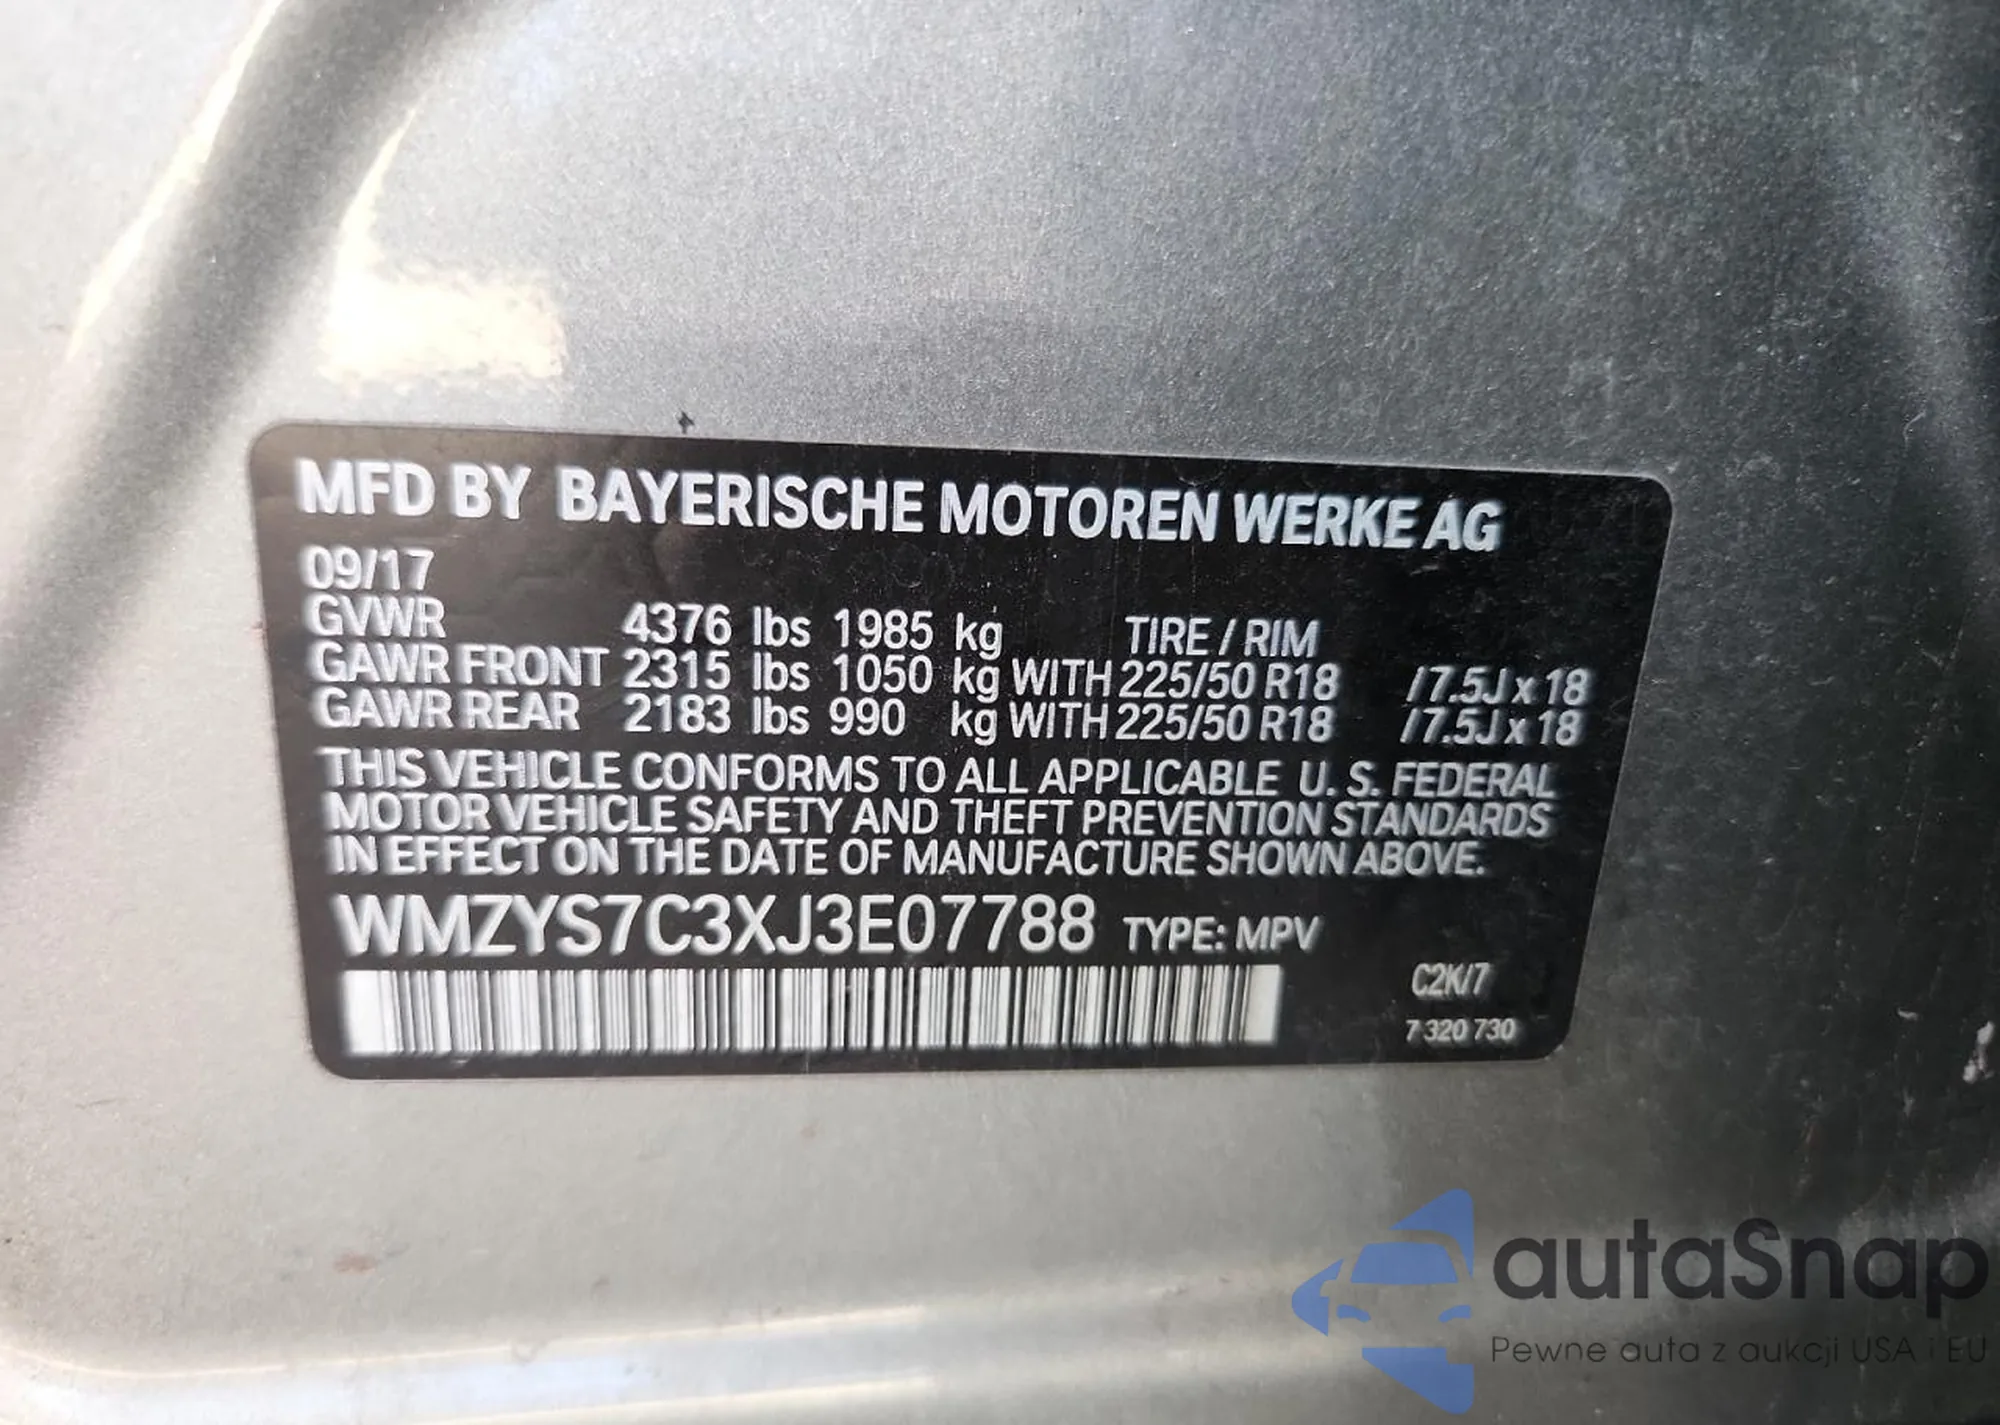 MFD BY BAYERISCHE MOTOREN WERKE AG
09/17
GVWR 4376 lbs 1985 kg TIRE / RIM
GAWR FRONT 2315 lbs 1050 kg WITH 225/50 R18 /7.5J x 18
GAWR REAR 2183 lbs 990 kg WITH 225/50 R18 /7.5J x 18
THIS VEHICLE CONFORMS TO ALL APPLICABLE U. S. FEDERAL
MOTOR VEHICLE SAFETY AND THEFT PREVENTION STANDARDS
IN EFFECT ON THE DATE OF MANUFACTURE SHOWN ABOVE.
WMZYS7C3XJ3E07788 TYPE: MPV
C2K/7
7 320 730
autaSnap
Pewne auta z aukcji USA i EU